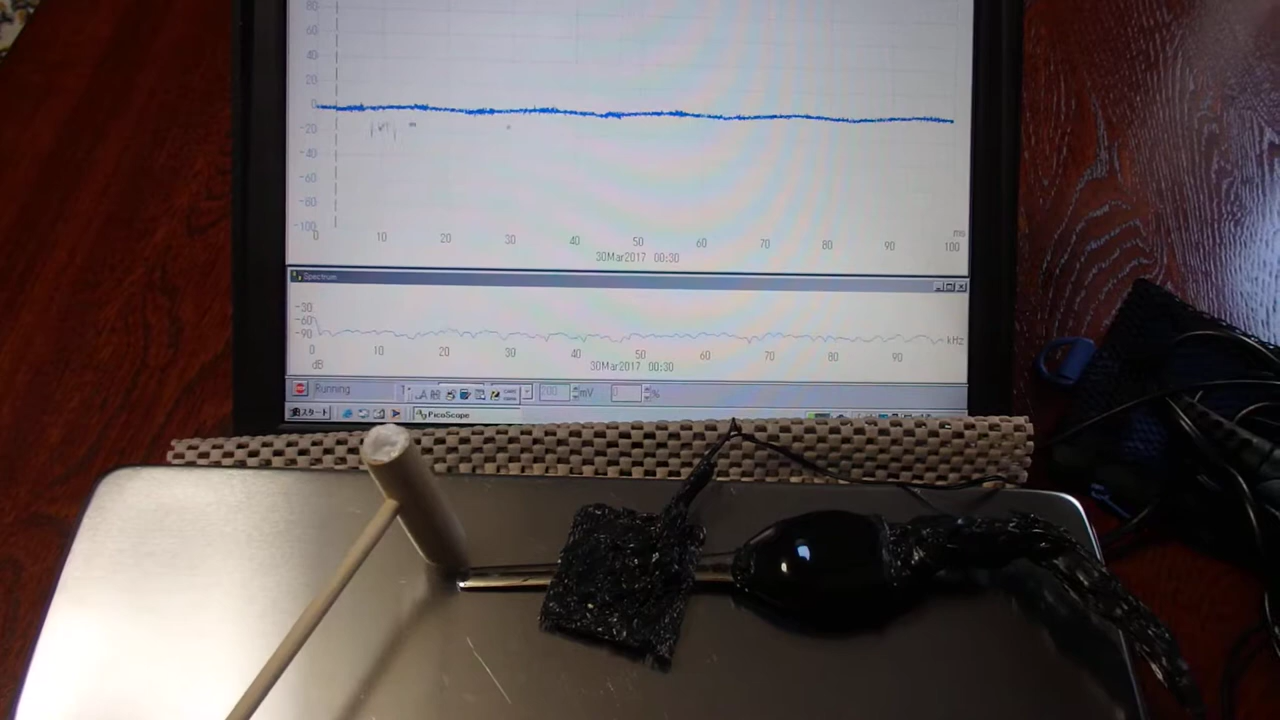 80
60
40
20
0
-20
-40
-60
-80
-100
0 10 20 30 40 50 60 70 80 90 100
ms
30Mar2017 00:30
Spectrum
-30
-60
-90
kHz
0 10 20 30 40 50 60 70 80 90
dB
30Mar2017 00:30
Running
200 mV 0 %
スタート PicoScope